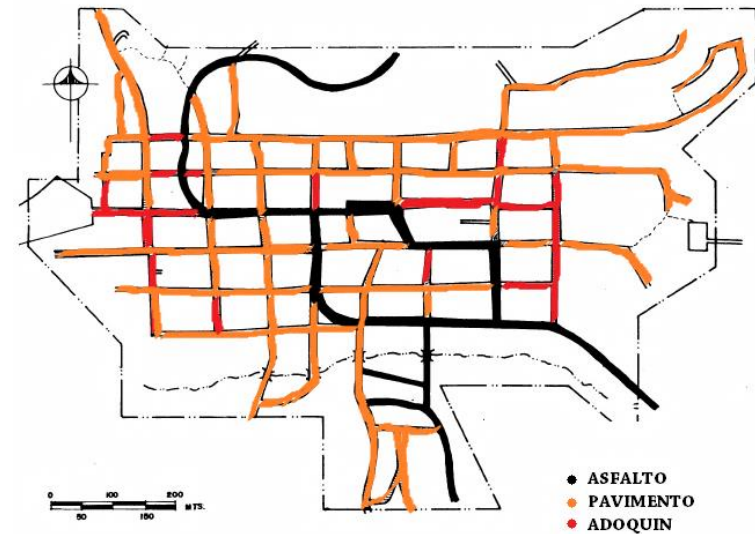 ASFALTO
PAVIMENTO
ADOQUIN
0 100 200
50 150 MTS.